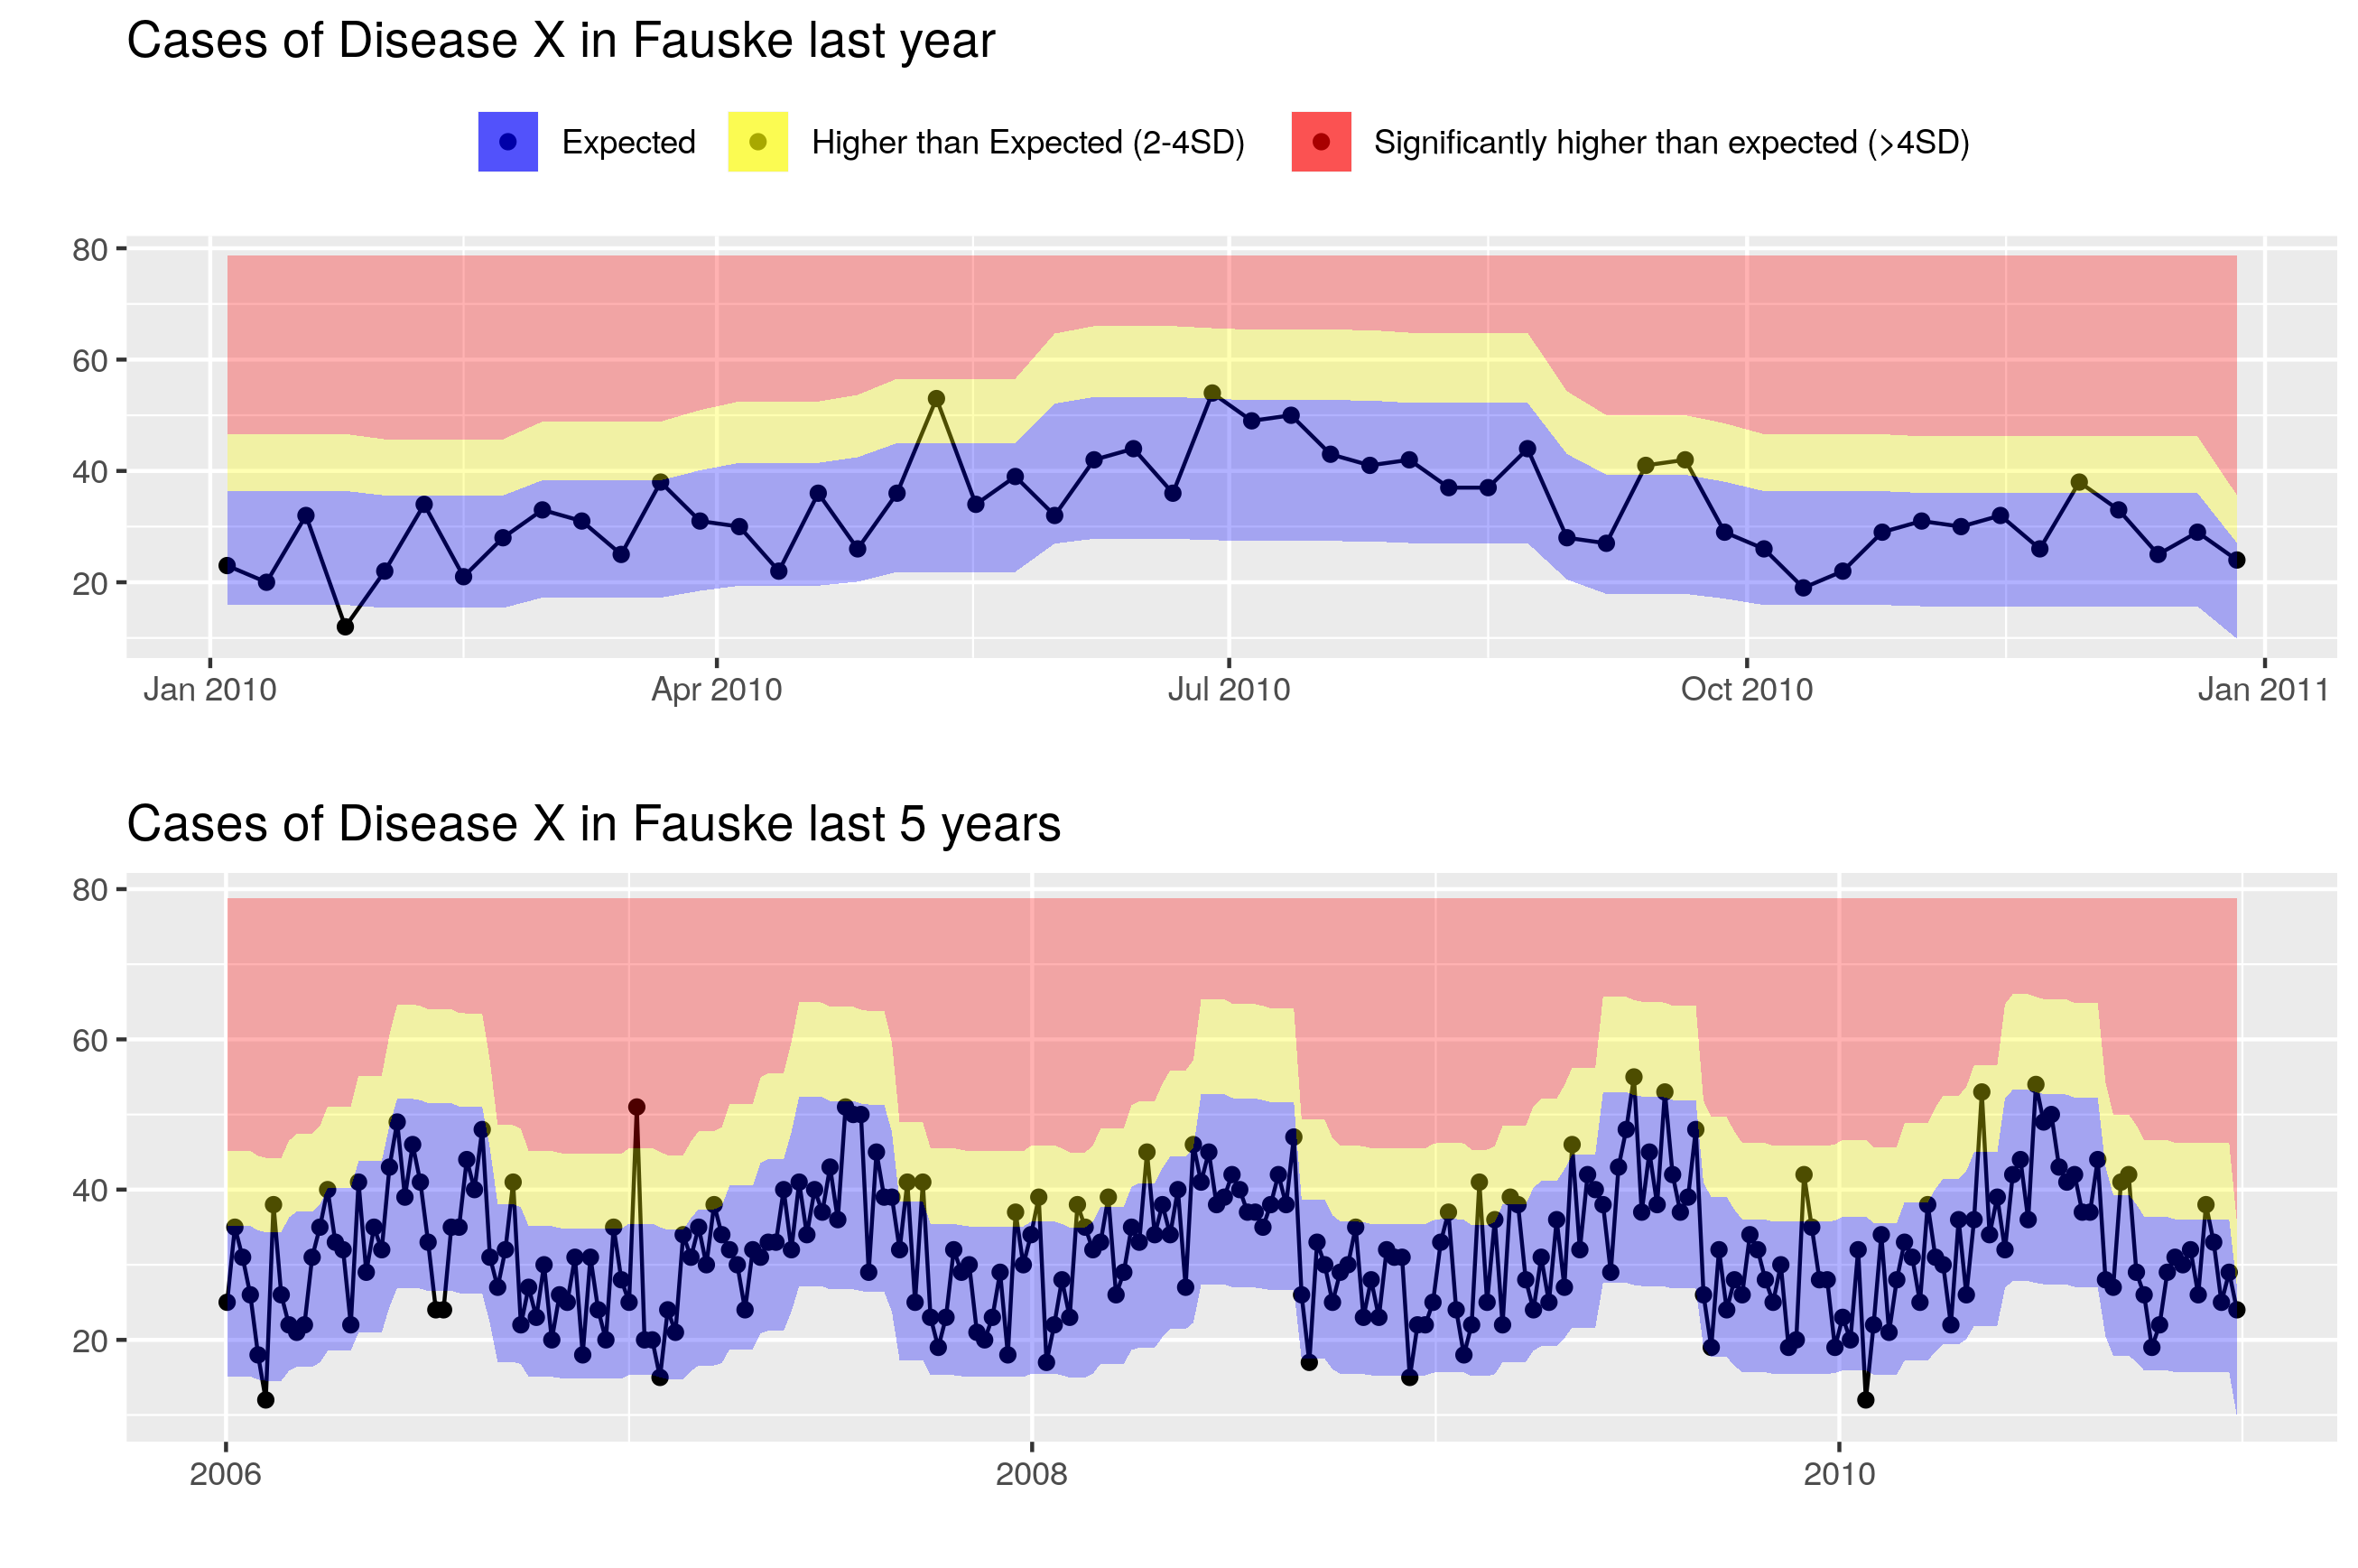 Cases of Disease X in Fauske last year
Expected Higher than Expected (2-4SD) Significantly higher than expected (>4SD)
80
60
40
20
Jan 2010 Apr 2010 Jul 2010 Oct 2010 Jan 2011
Cases of Disease X in Fauske last 5 years
80
60
40
20
2006 2008 2010